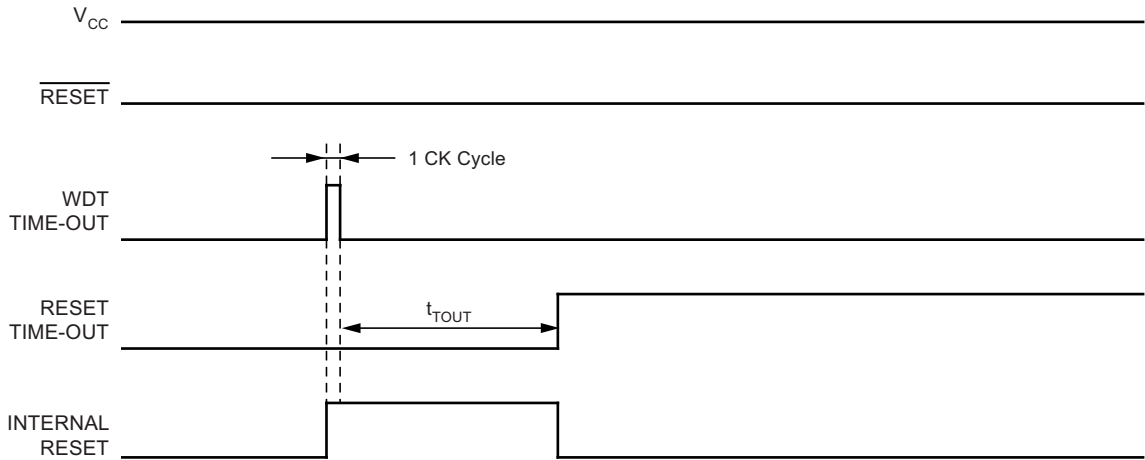 VCC
RESET
1 CK Cycle
WDT
TIME-OUT
RESET
TIME-OUT
tTOUT
INTERNAL
RESET